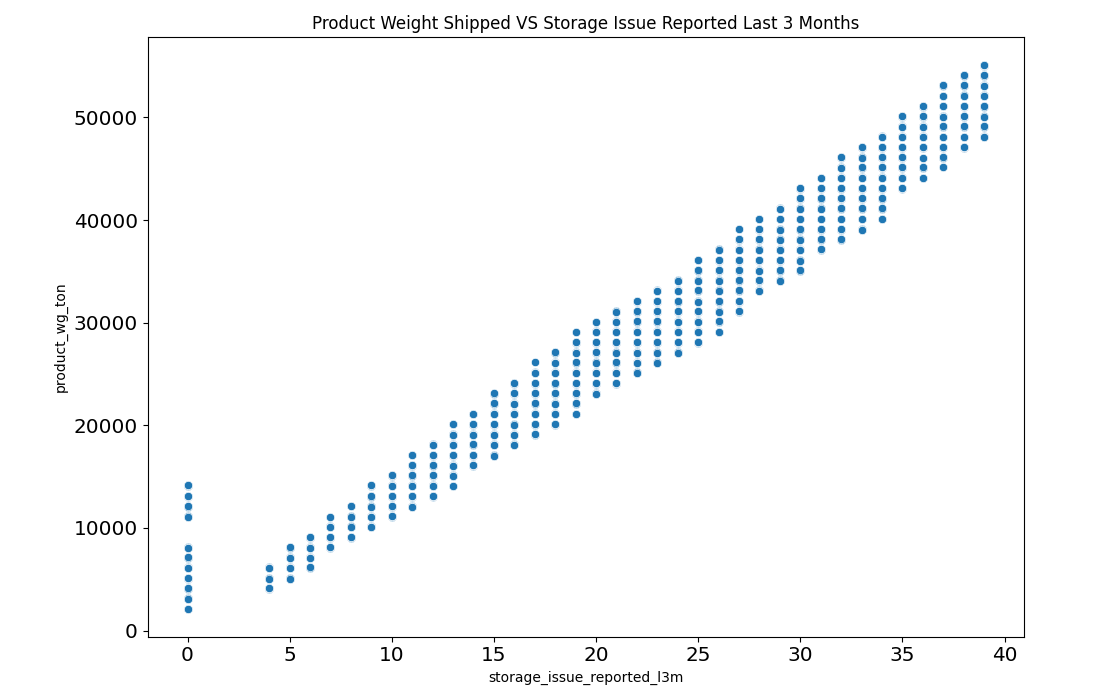 Product Weight Shipped VS Storage Issue Reported Last 3 Months
50000
40000
30000
20000
10000
0
product_wg_ton
0 5 10 15 20 25 30 35 40
storage_issue_reported_l3m